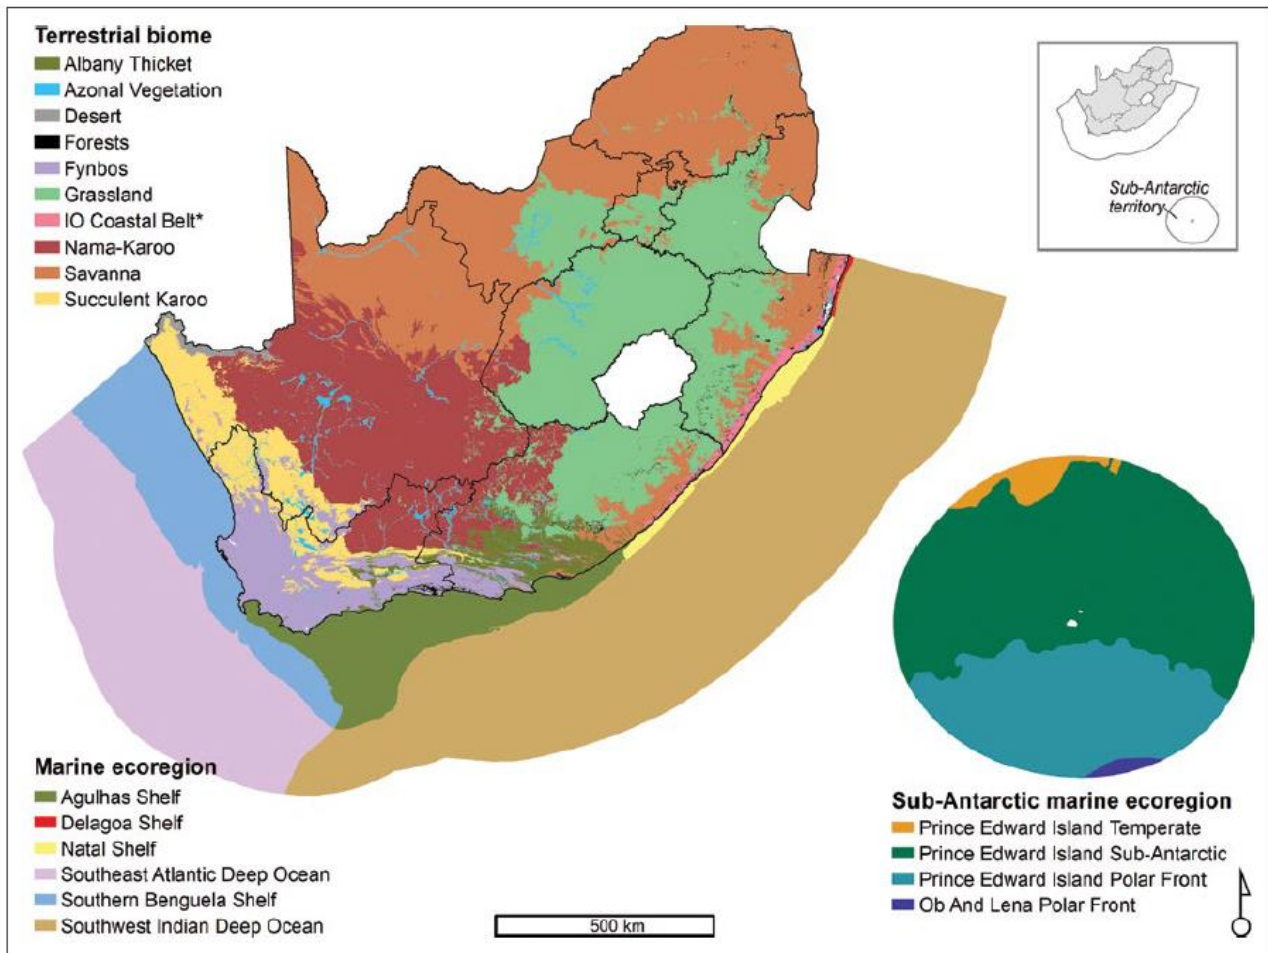 Terrestrial biome
Albany Thicket
Azonal Vegetation
Desert
Forests
Fynbos
Grassland
IO Coastal Belt*
Nama-Karoo
Savanna
Succulent Karoo
Sub-Antarctic
territory
Marine ecoregion
Agulhas Shelf
Delagoa Shelf
Natal Shelf
Southeast Atlantic Deep Ocean
Southern Benguela Shelf
Southwest Indian Deep Ocean
500 km
Sub-Antarctic marine ecoregion
Prince Edward Island Temperate
Prince Edward Island Sub-Antarctic
Prince Edward Island Polar Front
Ob And Lena Polar Front